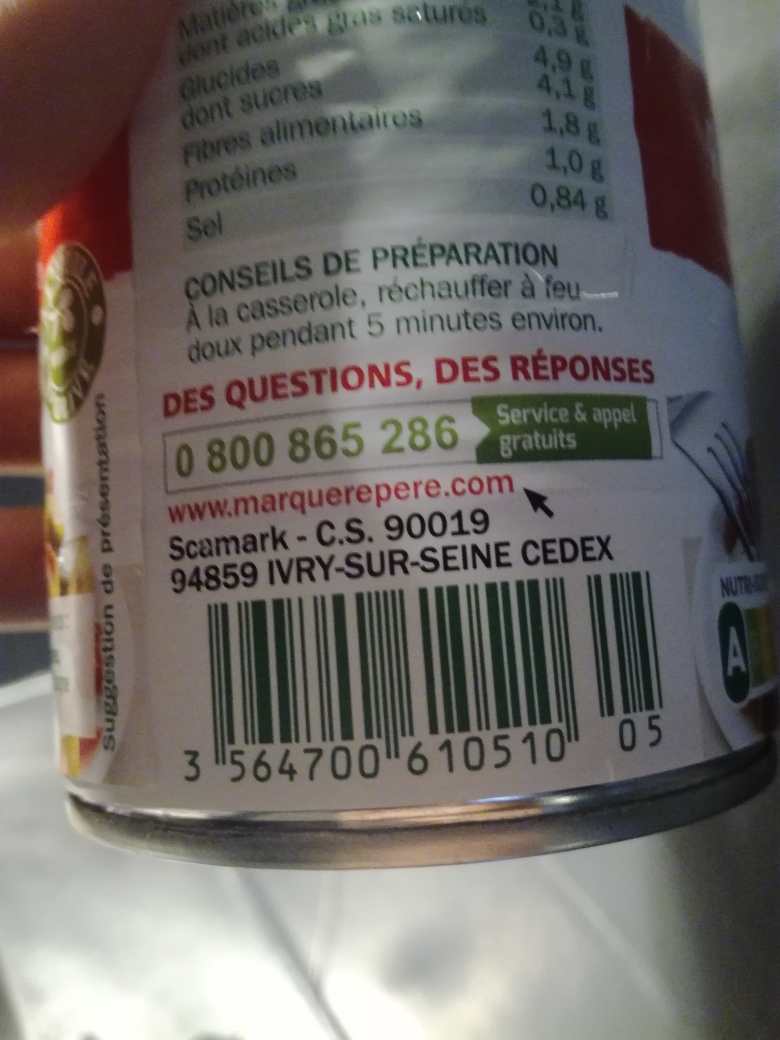 Matières
2,1 g
dont acides gras saturés 0,3 g
Glucides 4,9 g
dont sucres 4,1 g
Fibres alimentaires 1,8 g
Protéines 1,0 g
Sel 0,84 g
CONSEILS DE PRÉPARATION
À la casserole, réchauffer à feu
doux pendant 5 minutes environ.
DES QUESTIONS, DES RÉPONSES
0 800 865 286 Service & appel
gratuits
www.marquerepere.com
Scamark - C.S. 90019
94859 IVRY-SUR-SEINE CEDEX
3 564700 610510 05
Suggestion de présentation
A